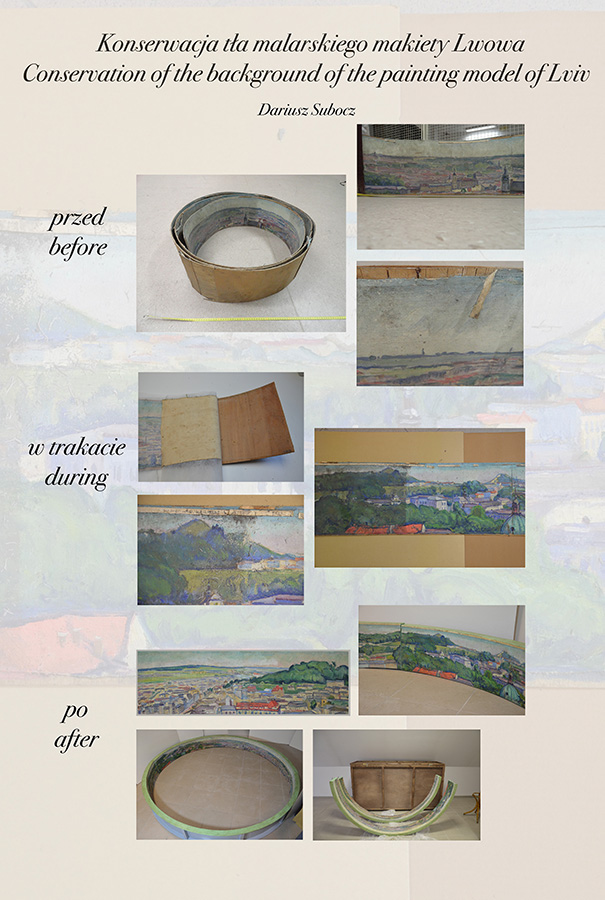 Konserwacja tła malarskiego makiety Lwowa
Conservation of the background of the painting model of Lviv
Dariusz Subocz
przed
before
w trakacie
during
po
after